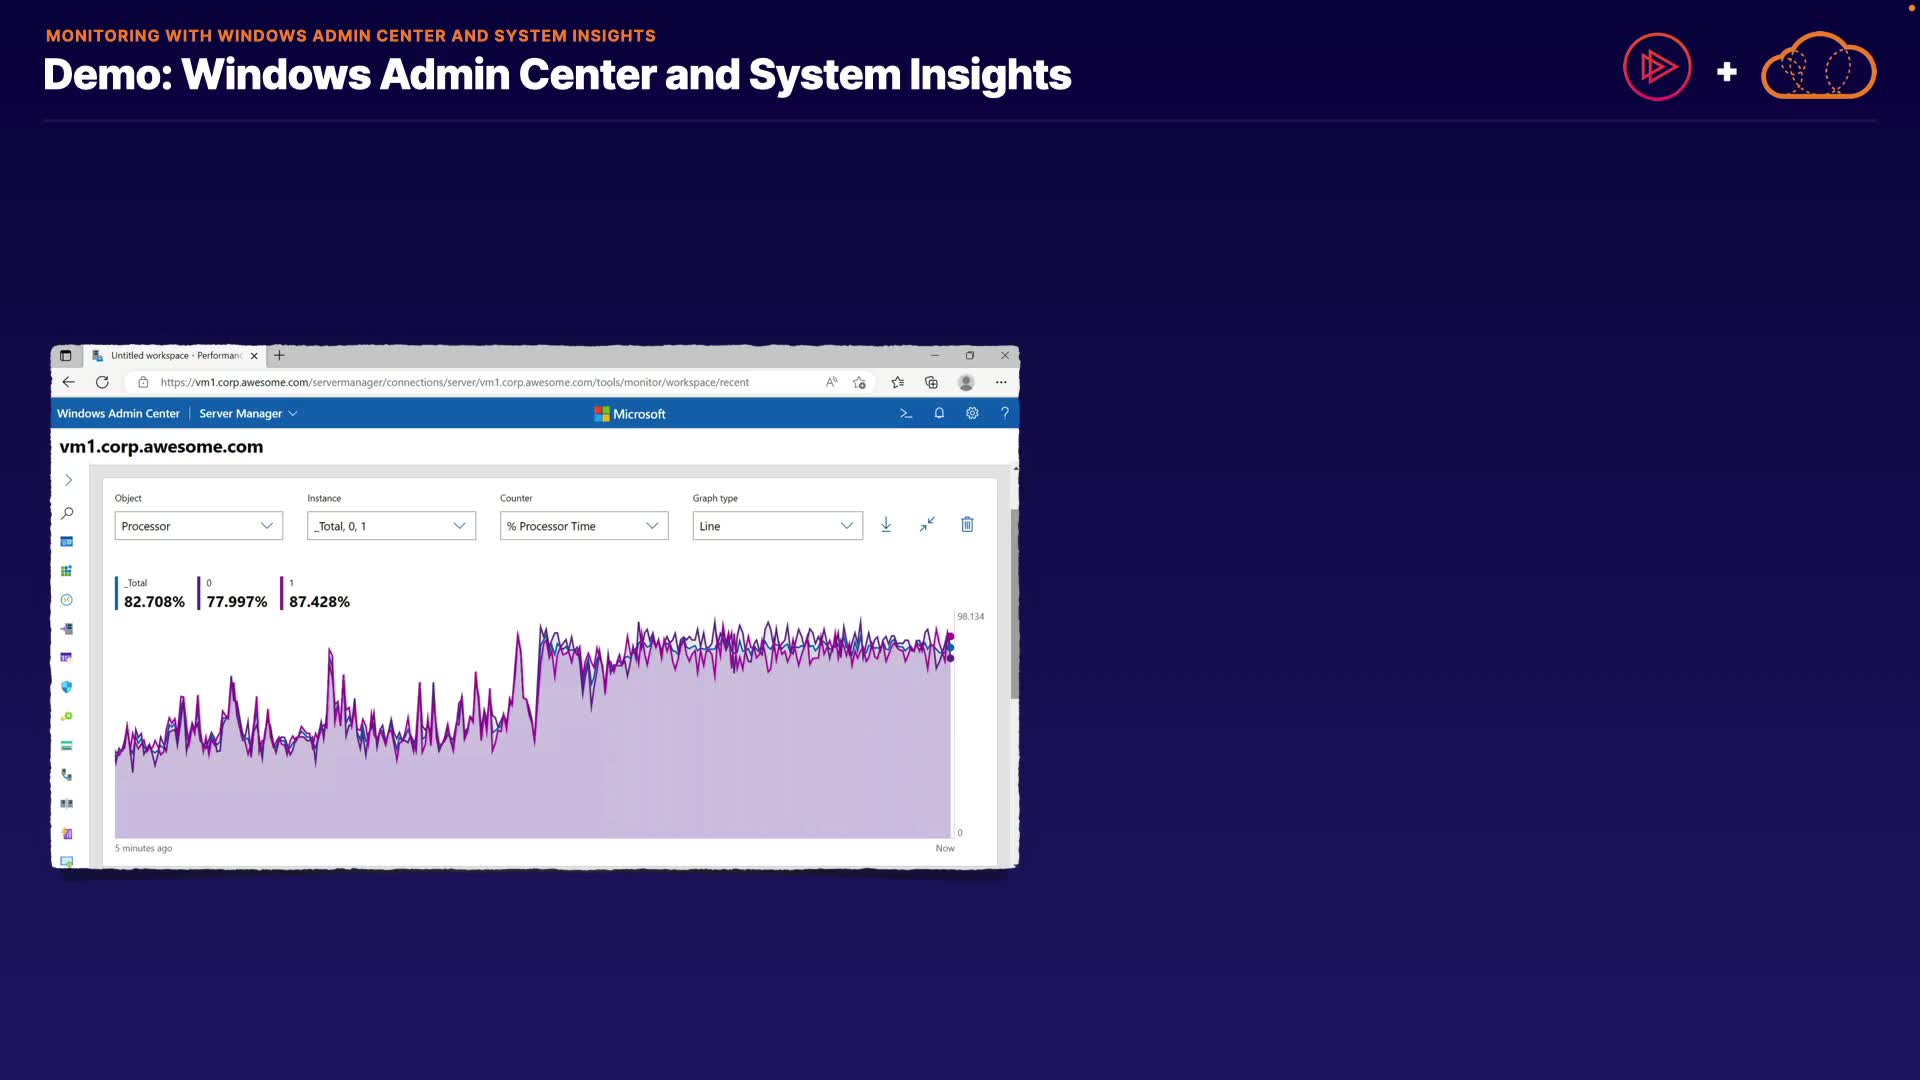 MONITORING WITH WINDOWS ADMIN CENTER AND SYSTEM INSIGHTS
Demo: Windows Admin Center and System Insights
Untitled workspace - Performan
https://vm1.corp.awesome.com/servermanager/connections/server/vm1.corp.awesome.com/tools/monitor/workspace/recent
Windows Admin Center | Server Manager
Microsoft
vm1.corp.awesome.com
Object Instance Counter Graph type
Processor _Total, 0, 1 % Processor Time Line
_Total 0 1
82.708% 77.997% 87.428%
98.134
0
5 minutes ago Now